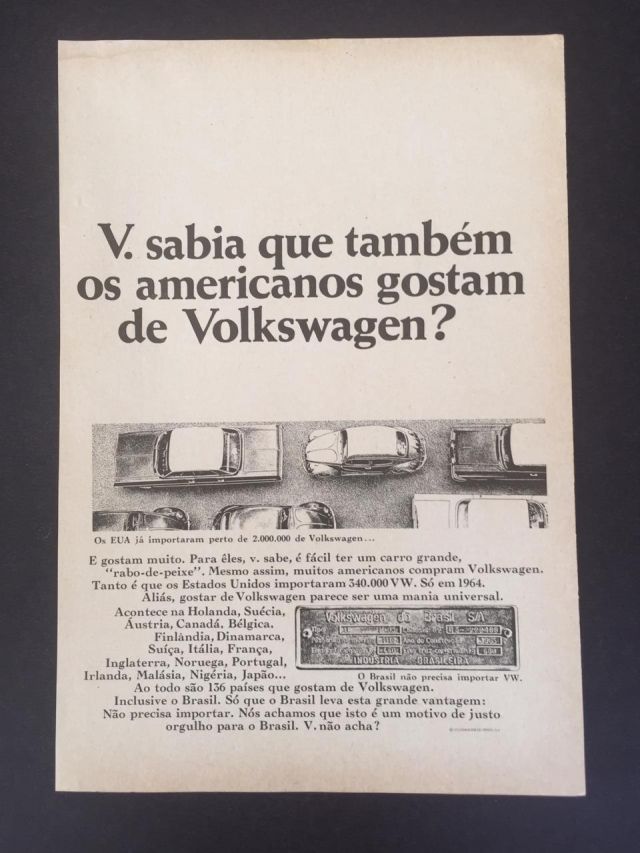 V. sabia que também
os americanos gostam
de Volkswagen?
Os EUA já importaram perto de 2.000.000 de Volkswagen...
E gostam muito. Para êles, v. sabe, é fácil ter um carro grande,
"rabo-de-peixe". Mesmo assim, muitos americanos compram Volkswagen.
Tanto é que os Estados Unidos importaram 340.000 VW. Só em 1964.
Aliás, gostar de Volkswagen parece ser uma mania universal.
Acontece na Holanda, Suécia,
Áustria, Canadá, Bélgica,
Finlândia, Dinamarca,
Suíça, Itália, França,
Inglaterra, Noruega, Portugal,
Irlanda, Malásia, Nigéria, Japão...
Volkswagen do Brasil S/A
INDÚSTRIA BRASILEIRA
O Brasil não precisa importar VW.
Ao todo são 136 países que gostam de Volkswagen.
Inclusive o Brasil. Só que o Brasil leva esta grande vantagem:
Não precisa importar. Nós achamos que isto é um motivo de justo
orgulho para o Brasil. V. não acha?